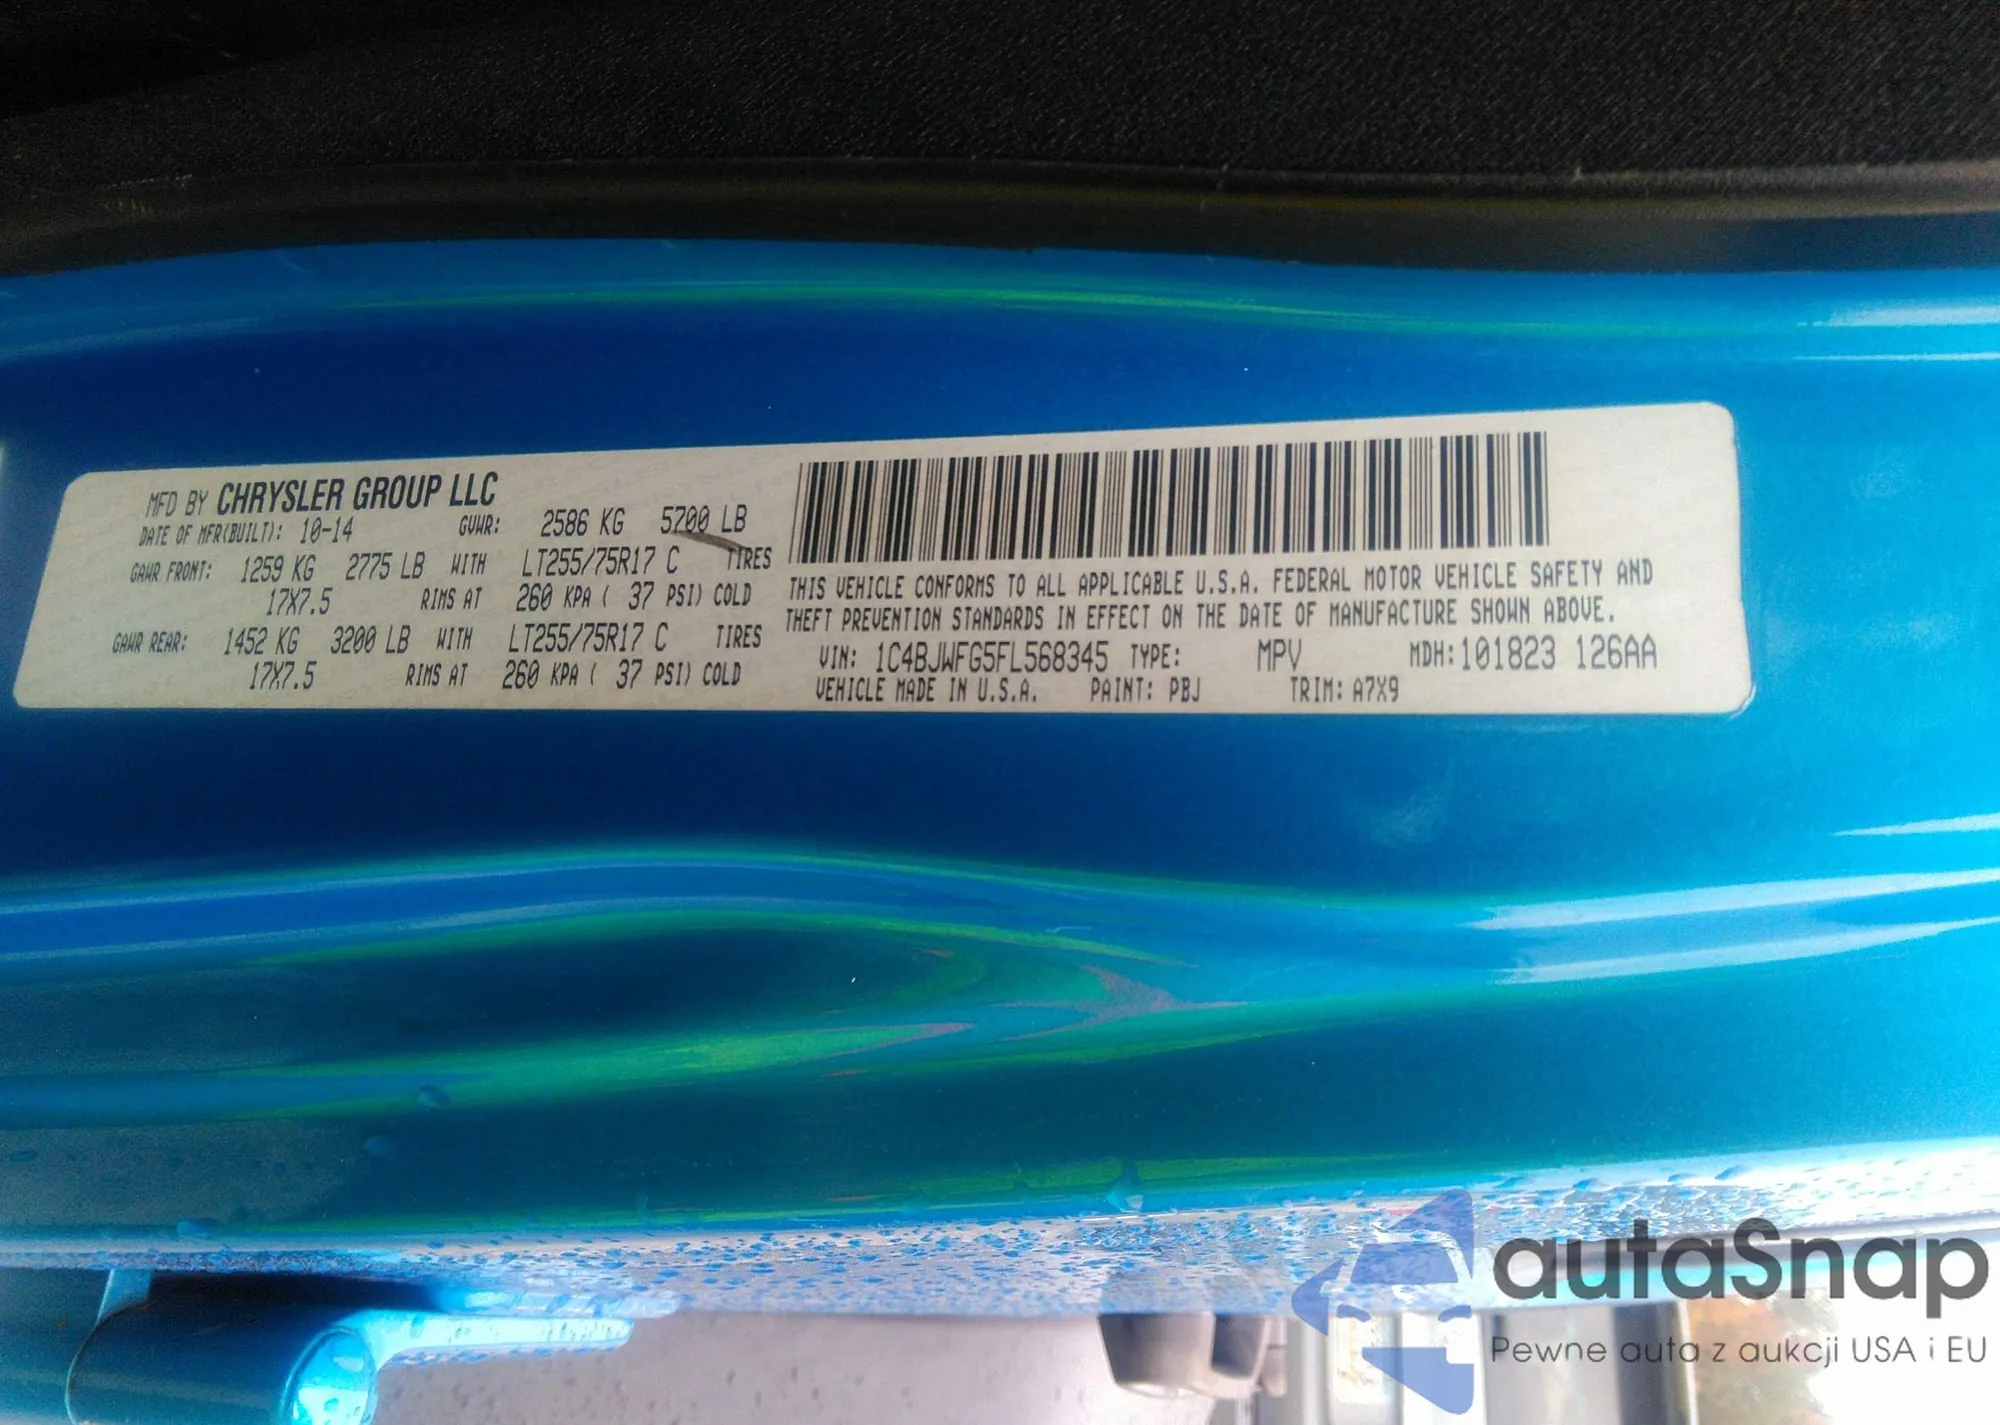 MFD BY CHRYSLER GROUP LLC
DATE OF MFR(BUILT): 10-14 GVWR: 2586 KG 5700 LB
GAWR FRONT: 1259 KG 2775 LB WITH LT255/75R17 C TIRES
17X7.5 RIMS AT 260 KPA ( 37 PSI) COLD
GAWR REAR: 1452 KG 3200 LB WITH LT255/75R17 C TIRES
17X7.5 RIMS AT 260 KPA ( 37 PSI) COLD
THIS VEHICLE CONFORMS TO ALL APPLICABLE U.S.A. FEDERAL MOTOR VEHICLE SAFETY AND
THEFT PREVENTION STANDARDS IN EFFECT ON THE DATE OF MANUFACTURE SHOWN ABOVE.
VIN: 1C4BJWFG5FL568345 TYPE: MPV MDH:101823 126AA
VEHICLE MADE IN U.S.A. PAINT: PBJ TRIM: A7X9
autaSnap
Pewne auta z aukcji USA i EU